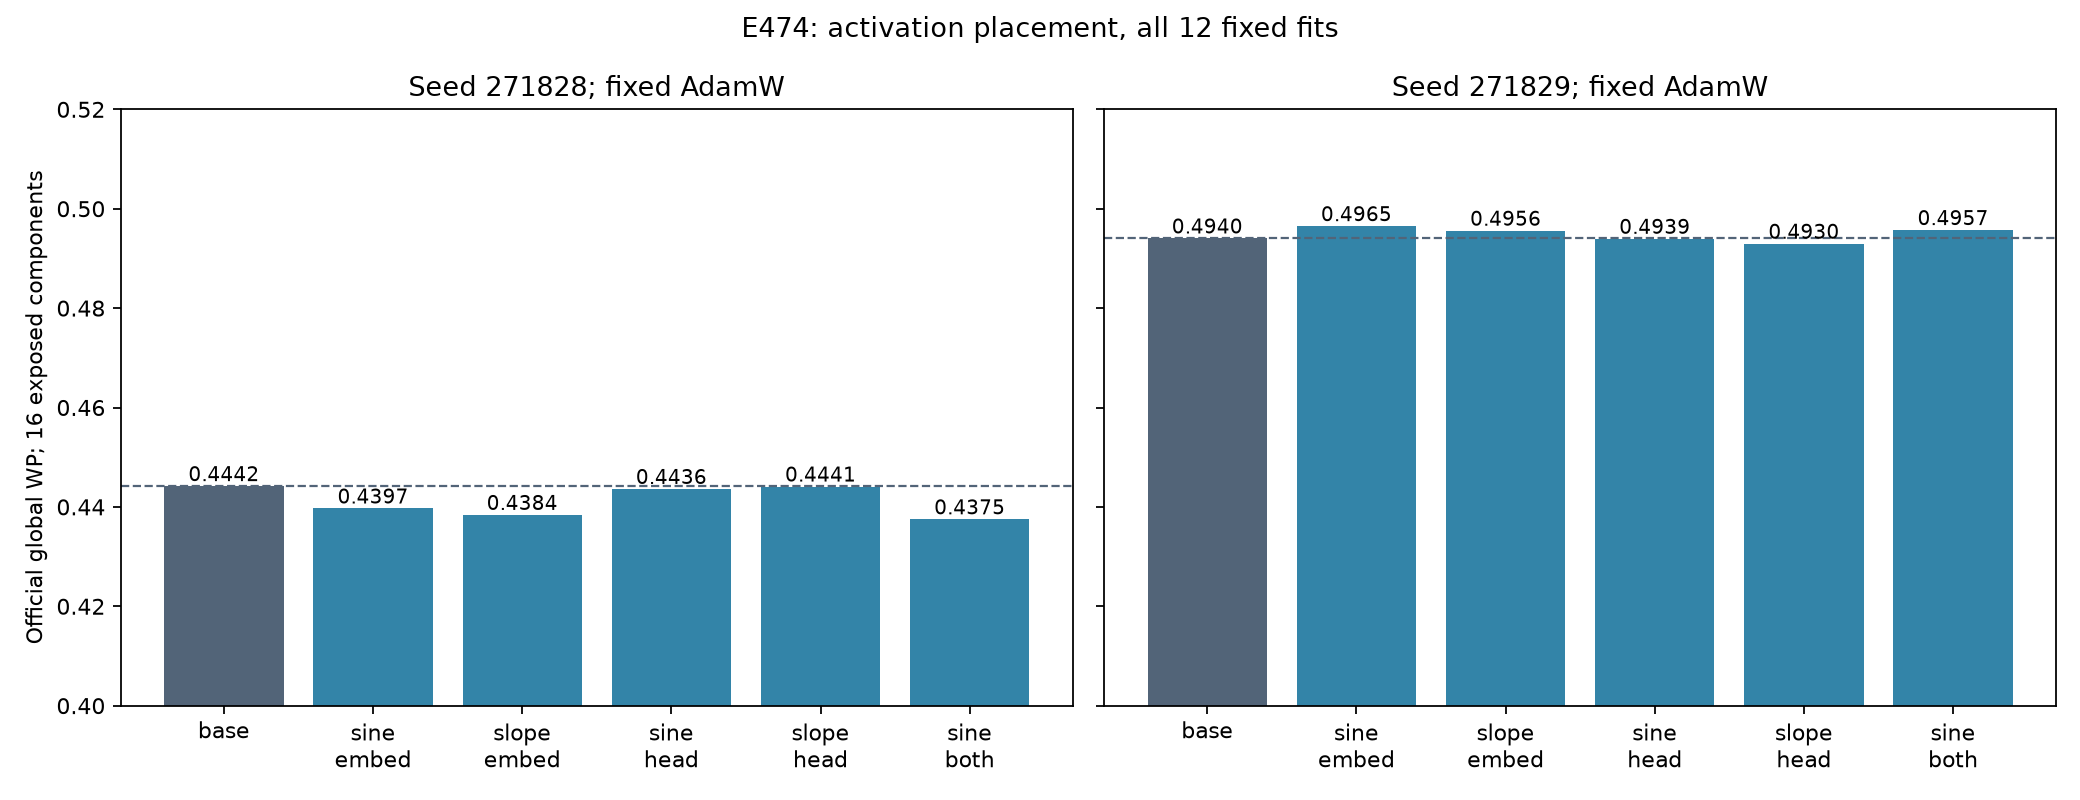 E474: activation placement, all 12 fixed fits
Seed 271828; fixed AdamW
Official global WP; 16 exposed components
0.52
0.50
0.48
0.46
0.44
0.42
0.40
0.4442
0.4397
0.4384
0.4436
0.4441
0.4375
base
sine
embed
slope
embed
sine
head
slope
head
sine
both
Seed 271829; fixed AdamW
0.4940
0.4965
0.4956
0.4939
0.4930
0.4957
base
sine
embed
slope
embed
sine
head
slope
head
sine
both